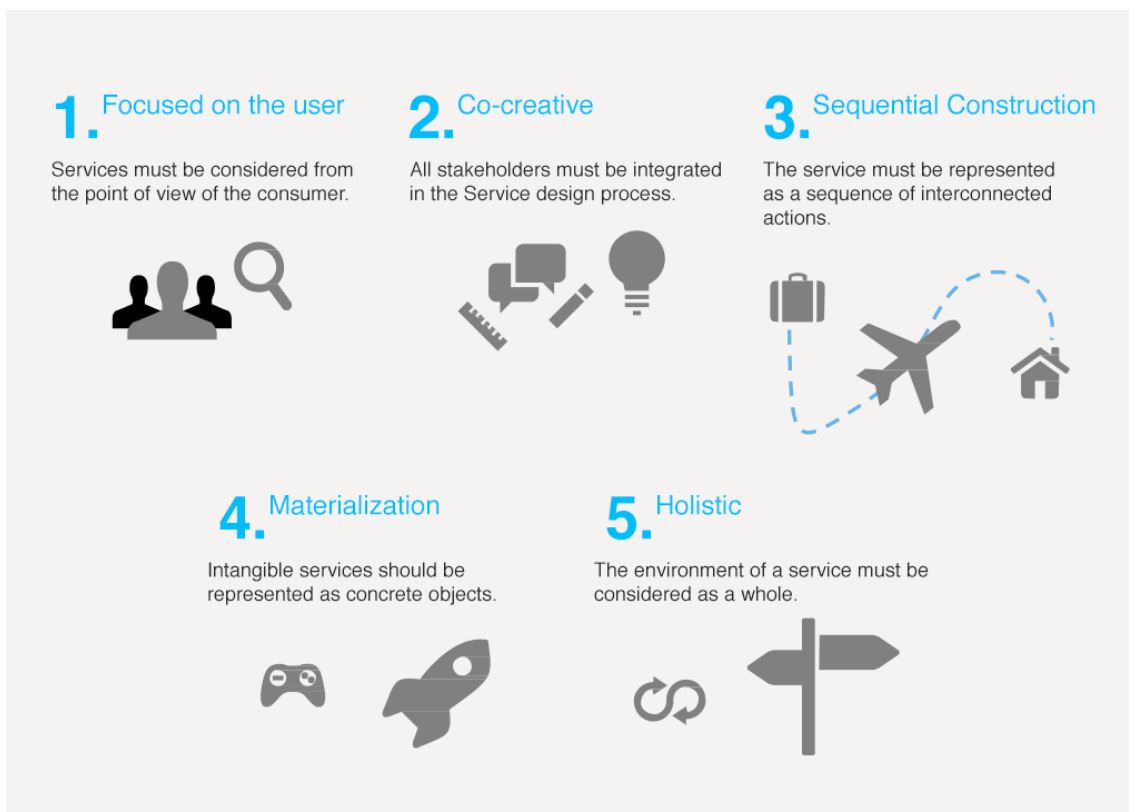 1. Focused on the user
Services must be considered from
the point of view of the consumer.
2. Co-creative
All stakeholders must be integrated
in the Service design process.
3. Sequential Construction
The service must be represented
as a sequence of interconnected
actions.
4. Materialization
Intangible services should be
represented as concrete objects.
5. Holistic
The environment of a service must be
considered as a whole.